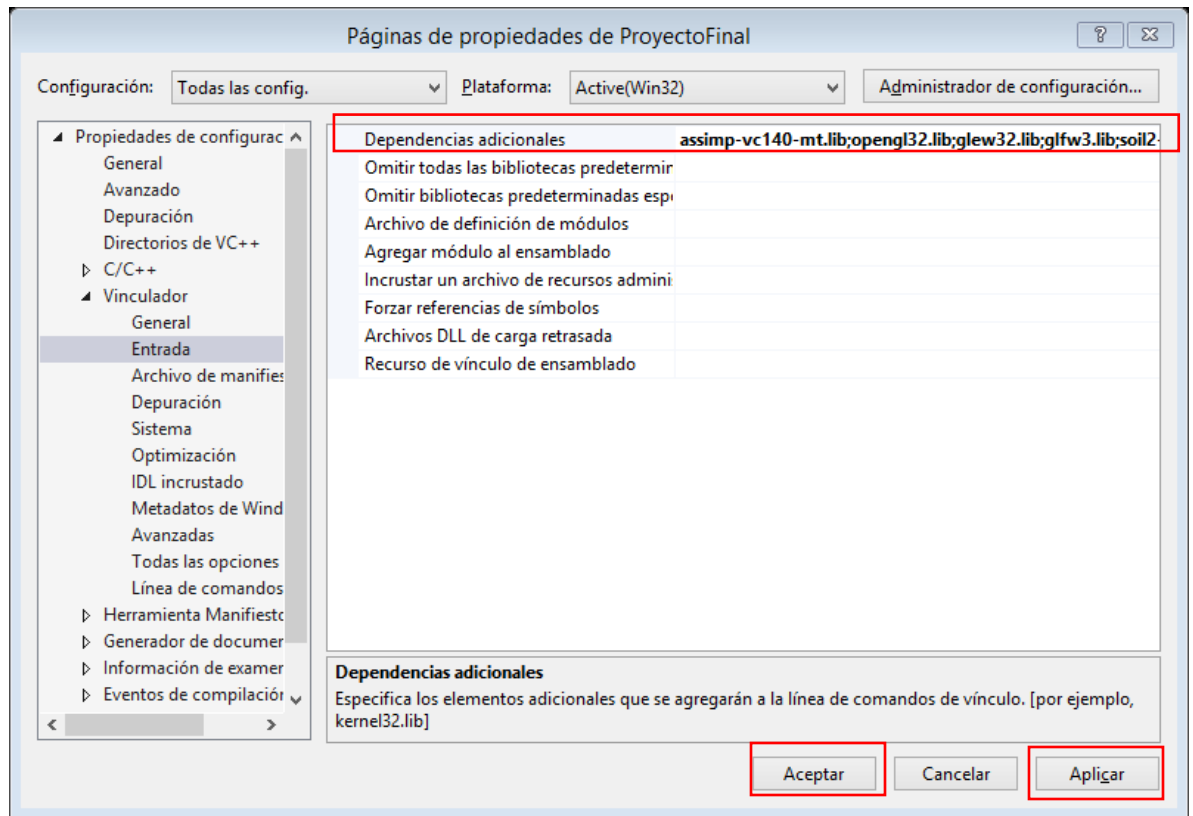 Páginas de propiedades de ProyectoFinal
Configuración: Todas las config. Plataforma: Active(Win32) Administrador de configuración...
Propiedades de configurac
General
Avanzado
Depuración
Directorios de VC++
C/C++
Vinculador
General
Entrada
Archivo de manifies
Depuración
Sistema
Optimización
IDL incrustado
Metadatos de Wind
Avanzadas
Todas las opciones
Línea de comandos
Herramienta Manifiesto
Generador de documer
Información de examer
Eventos de compilación
Dependencias adicionales assimp-vc140-mt.lib;opengl32.lib;glew32.lib;glfw3.lib;soil2-
Omitir todas las bibliotecas predetermin
Omitir bibliotecas predeterminadas espe
Archivo de definición de módulos
Agregar módulo al ensamblado
Incrustar un archivo de recursos adminis
Forzar referencias de símbolos
Archivos DLL de carga retrasada
Recurso de vínculo de ensamblado
Dependencias adicionales
Especifica los elementos adicionales que se agregarán a la línea de comandos de vínculo. [por ejemplo,
kernel32.lib]
Aceptar Cancelar Aplicar